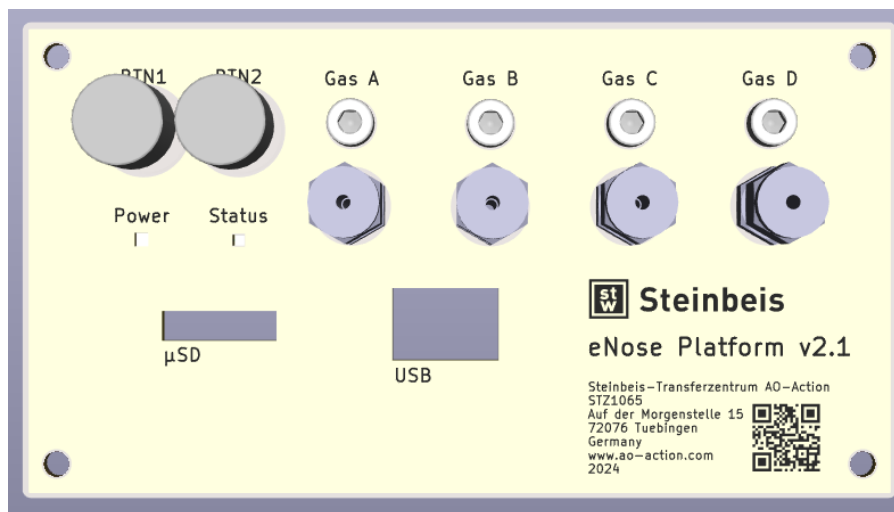 BTN1 BTN2 Gas A Gas B Gas C Gas D
Power Status
stw Steinbeis
eNose Platform v2.1
µSD
USB
Steinbeis-Transferzentrum AO-Action
STZ1065
Auf der Morgenstelle 15
72076 Tuebingen
Germany
www.ao-action.com
2024